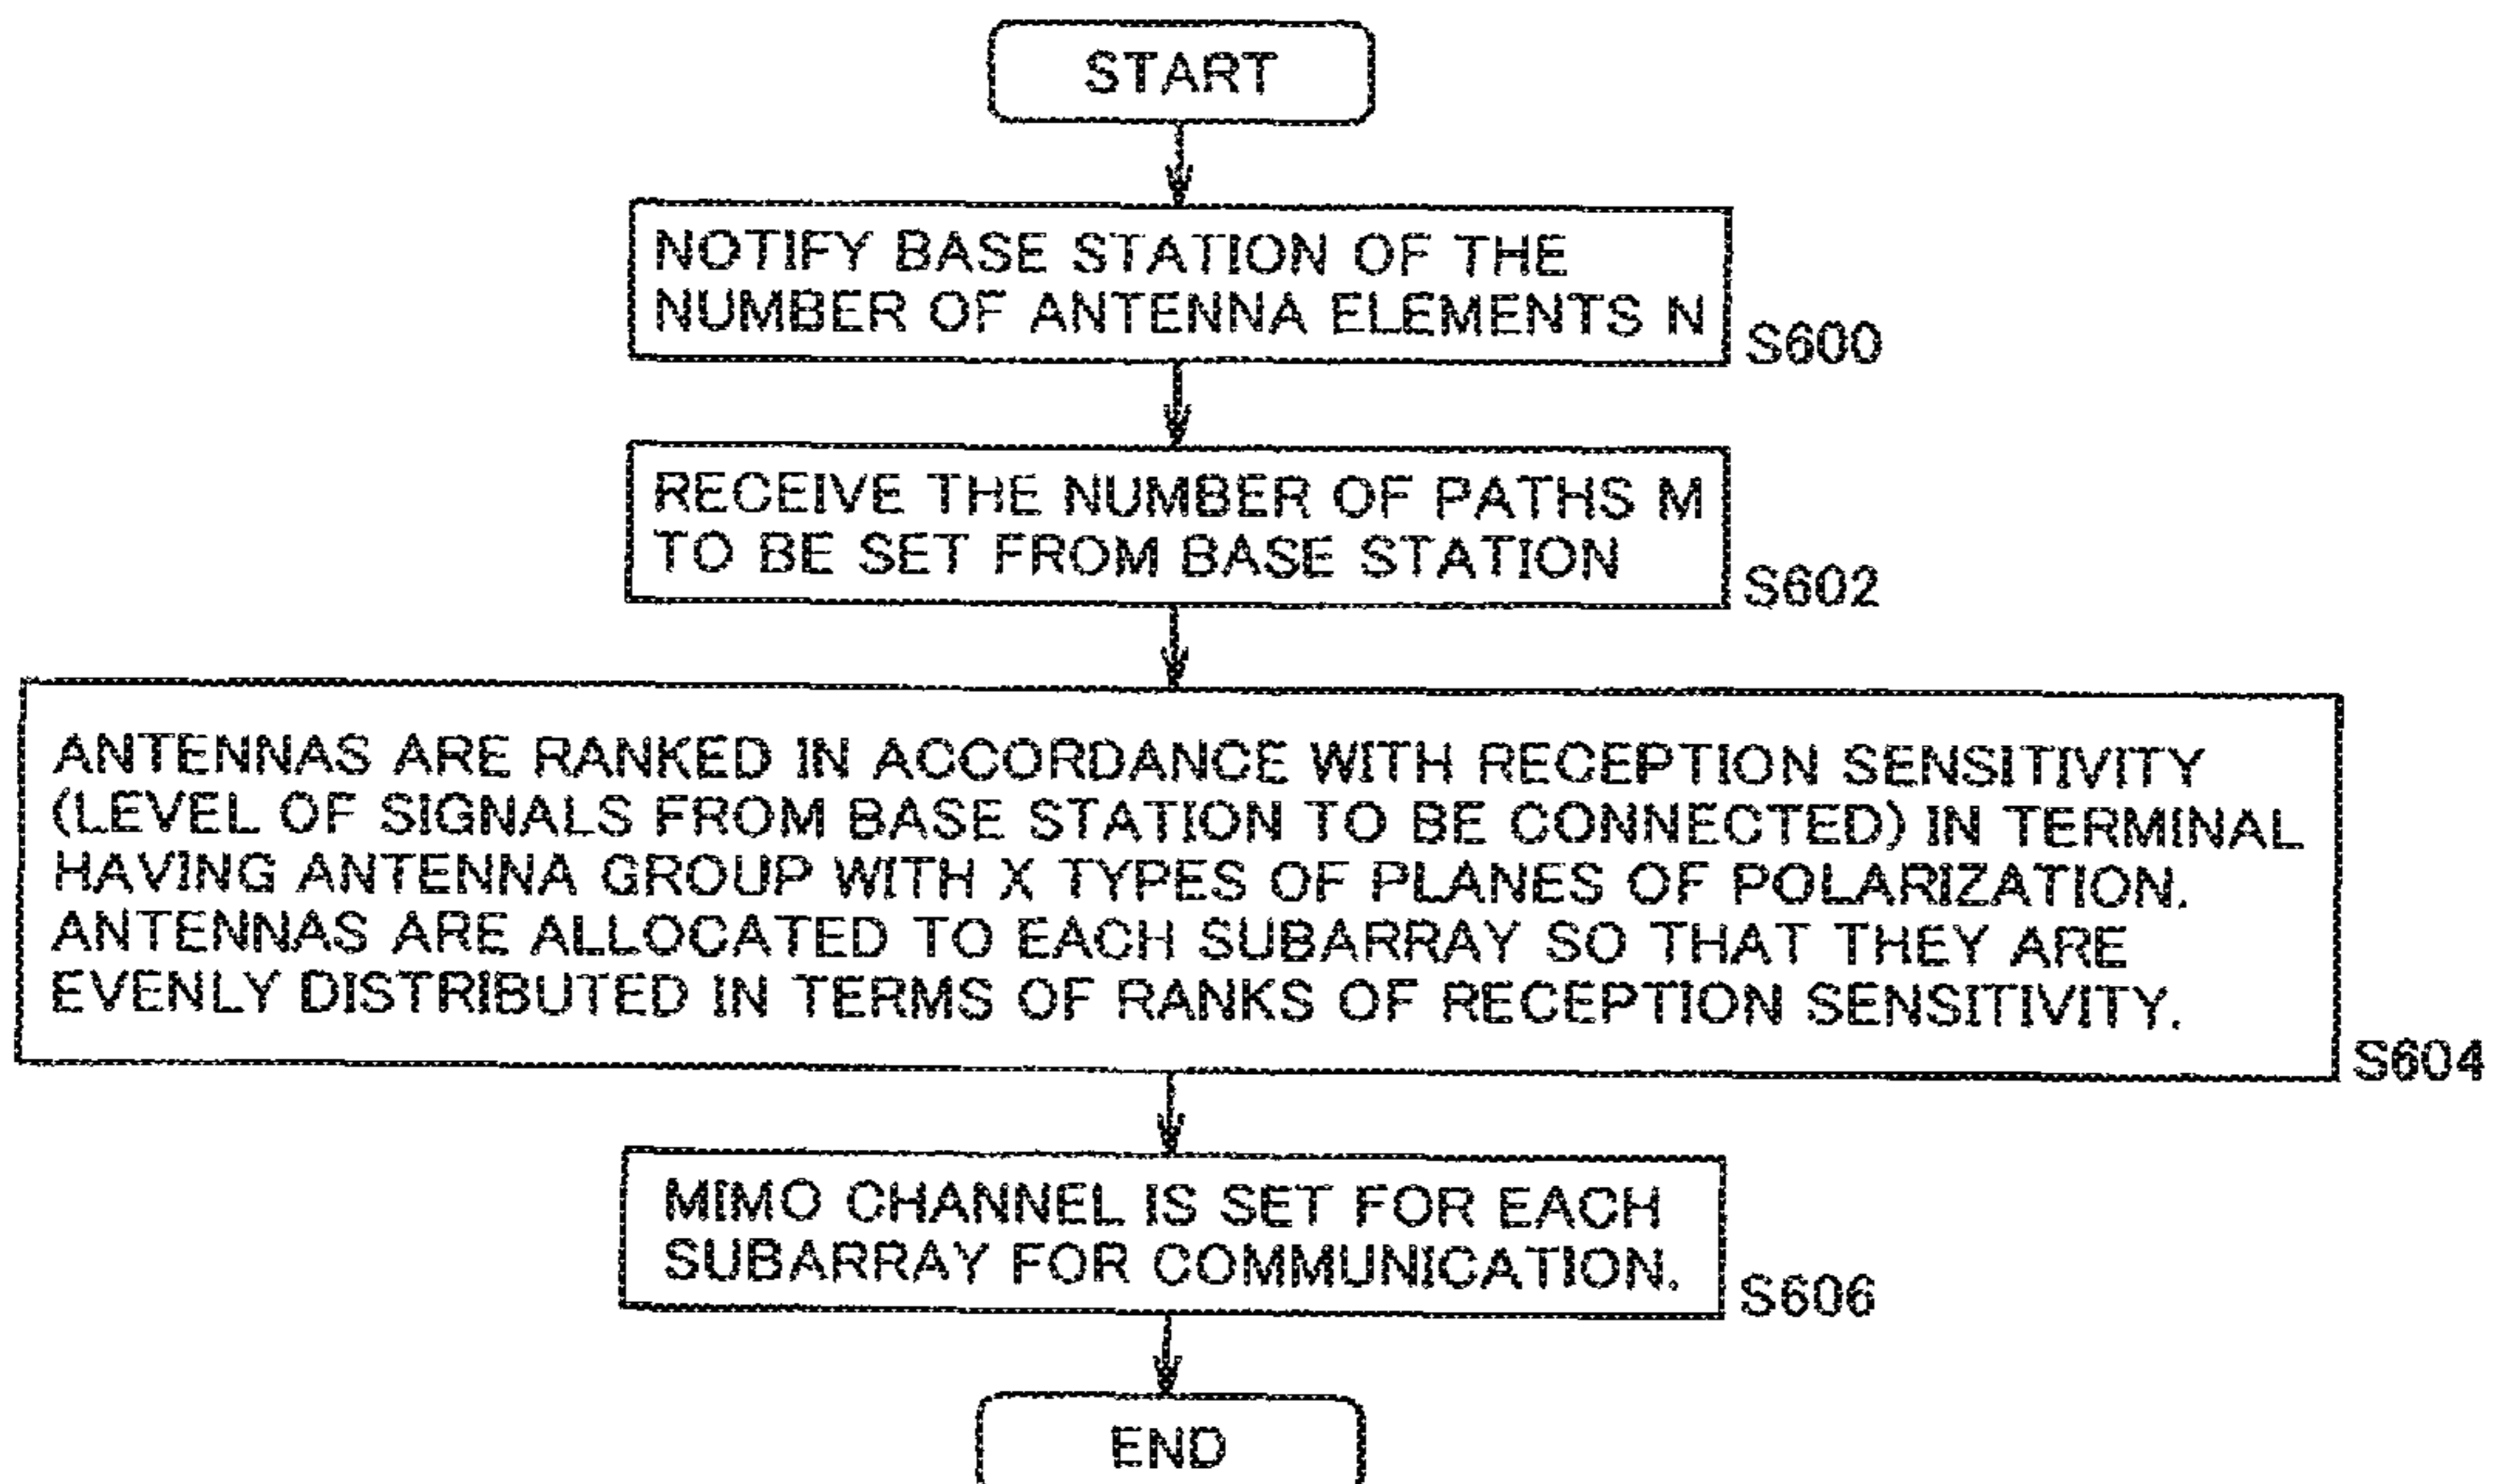 START
NOTIFY BASE STATION OF THE
NUMBER OF ANTENNA ELEMENTS N
S600
RECEIVE THE NUMBER OF PATHS M
TO BE SET FROM BASE STATION
S602
ANTENNAS ARE RANKED IN ACCORDANCE WITH RECEPTION SENSITIVITY
(LEVEL OF SIGNALS FROM BASE STATION TO BE CONNECTED) IN TERMINAL
HAVING ANTENNA GROUP WITH X TYPES OF PLANES OF POLARIZATION.
ANTENNAS ARE ALLOCATED TO EACH SUBARRAY SO THAT THEY ARE
EVENLY DISTRIBUTED IN TERMS OF RANKS OF RECEPTION SENSITIVITY.
S604
MIMO CHANNEL IS SET FOR EACH
SUBARRAY FOR COMMUNICATION.
S606
END